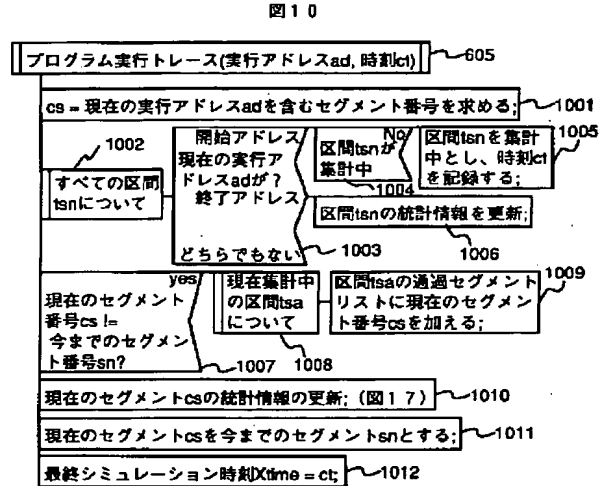 図10
プログラム実行トレース(実行アドレスad, 時刻ct)
605
cs = 現在の実行アドレスadを含むセグメント番号を求める;
1001
1002
すべての区間
tsnについて
開始アドレス
現在の実行ア
ドレスadが?
終了アドレス
どちらでもない
1003
No
区間tsnが
集計中
1004
区間tsnを集計
中とし、時刻ct
を記録する;
1005
区間tsnの統計情報を更新;
1006
yes
現在のセグメント
番号cs !=
今までのセグメン
ト番号sn?
1007
現在集計中
の区間tsa
について
1008
区間tsaの通過セグメント
リストに現在のセグメン
ト番号csを加える;
1009
現在のセグメントcsの統計情報の更新; (図17)
1010
現在のセグメントcsを今までのセグメントsnとする;
1011
最終シミュレーション時刻Xtime = ct;
1012